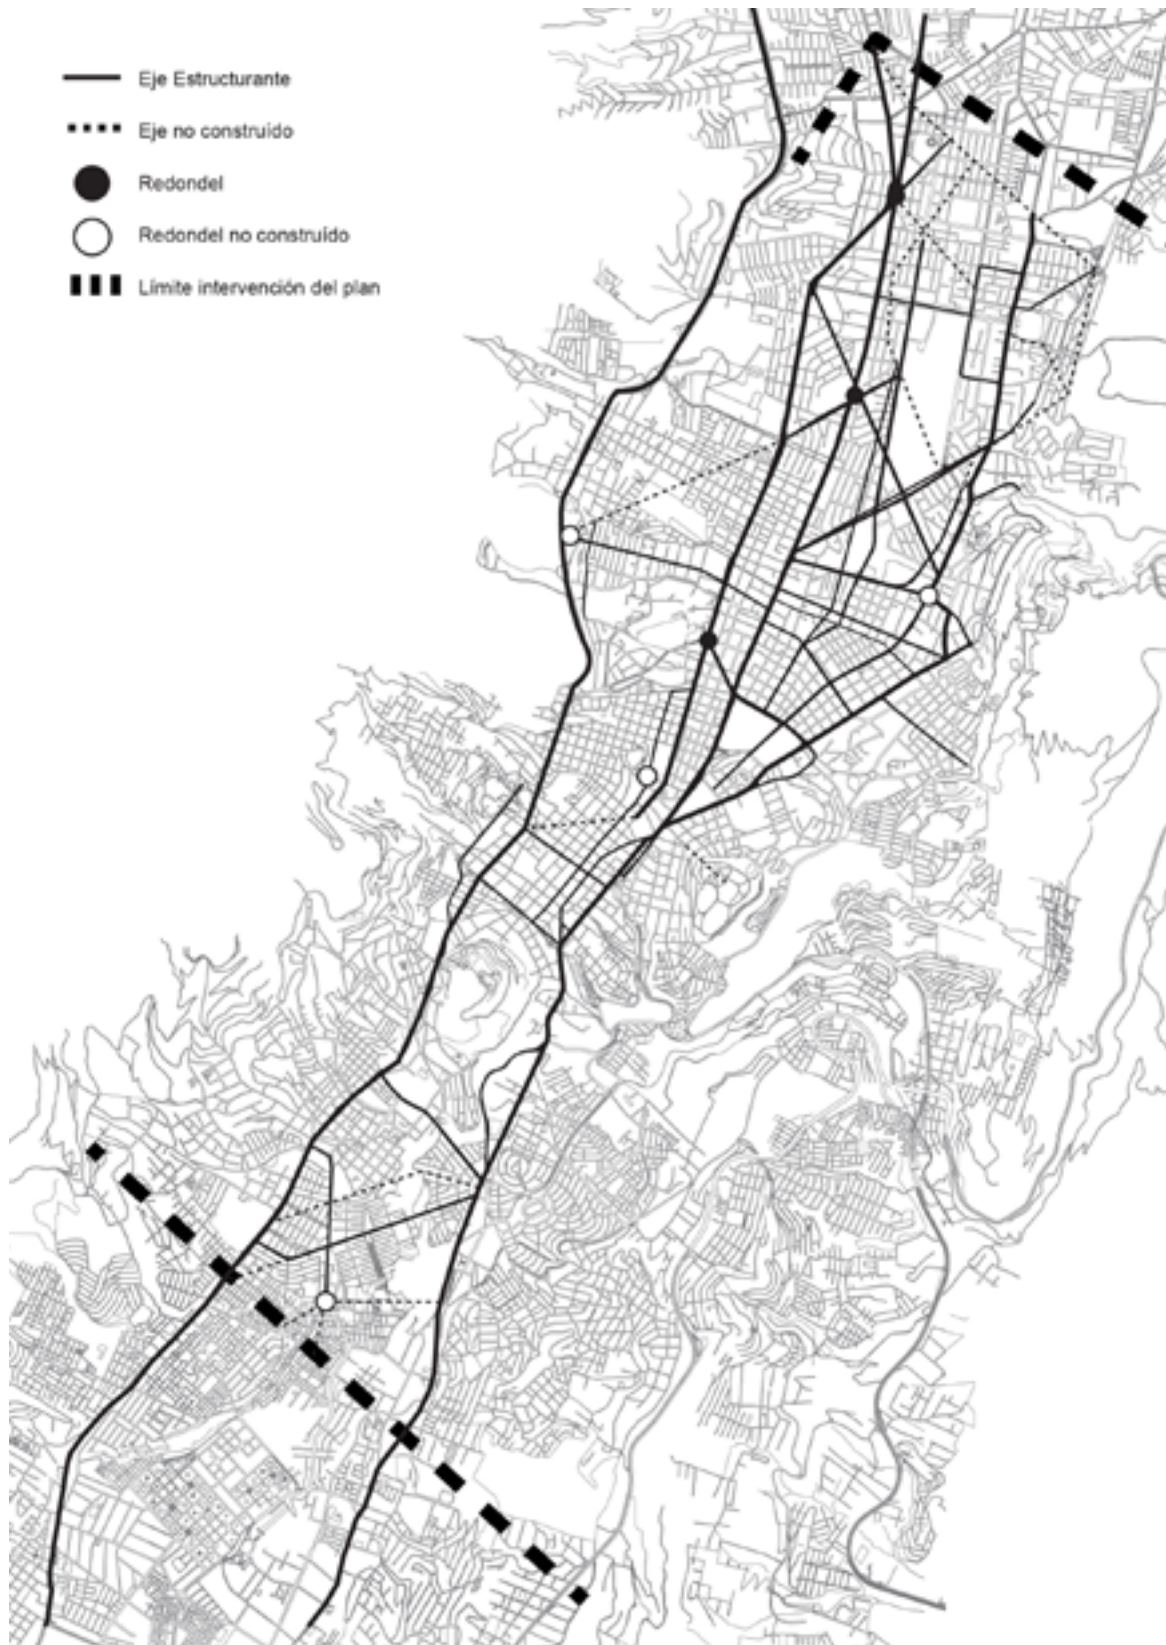 Eje Estructurante
Eje no construído
Redondel
Redondel no construído
Límite intervención del plan